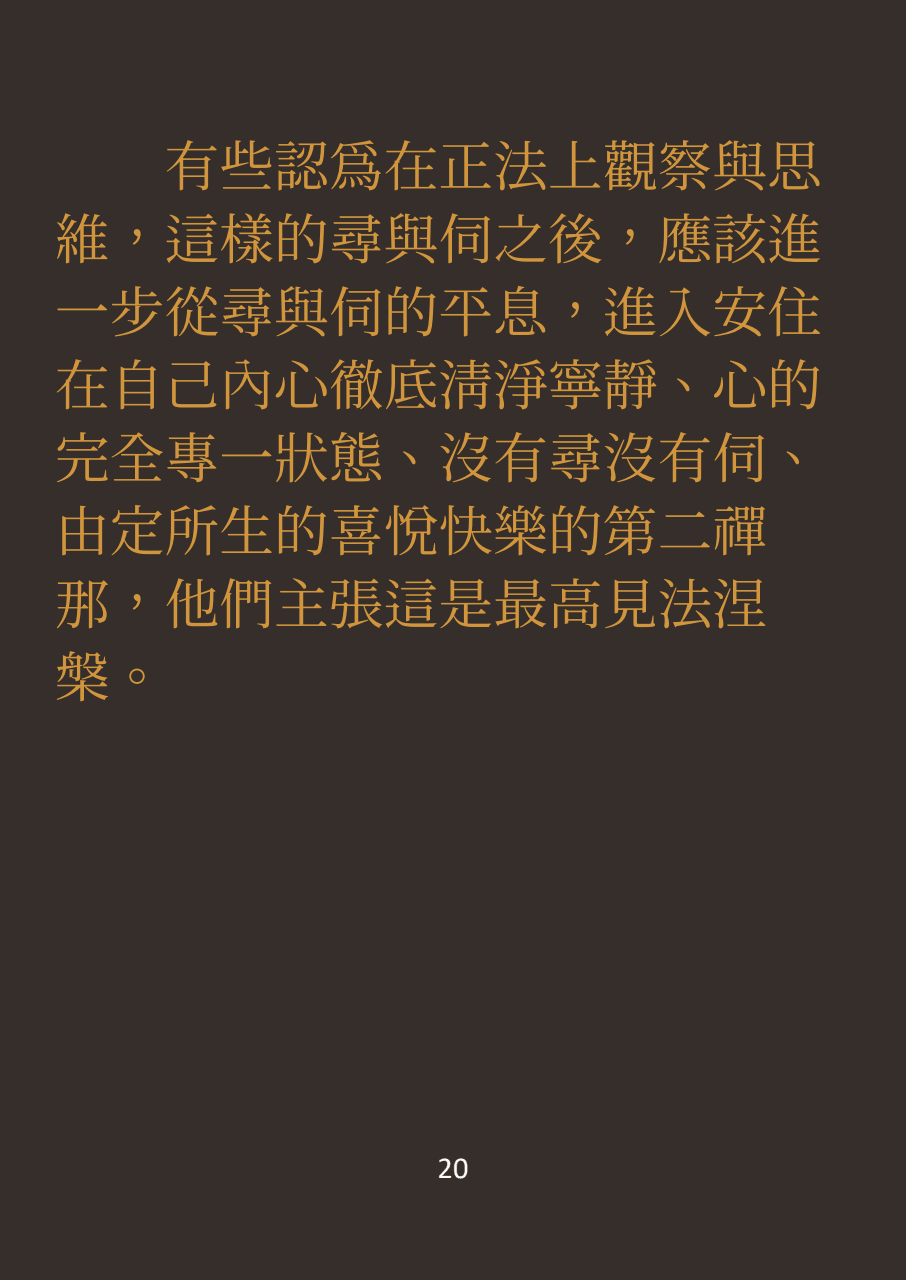 有些認爲在正法上觀察與思
維，這樣的尋與伺之後，應該進
一步從尋與伺的平息，進入安住
在自己內心徹底淸淨寧靜、心的
完全專一狀態、沒有尋沒有伺、
由定所生的喜悅快樂的第二禪
那，他們主張這是最高見法涅
槃。
20